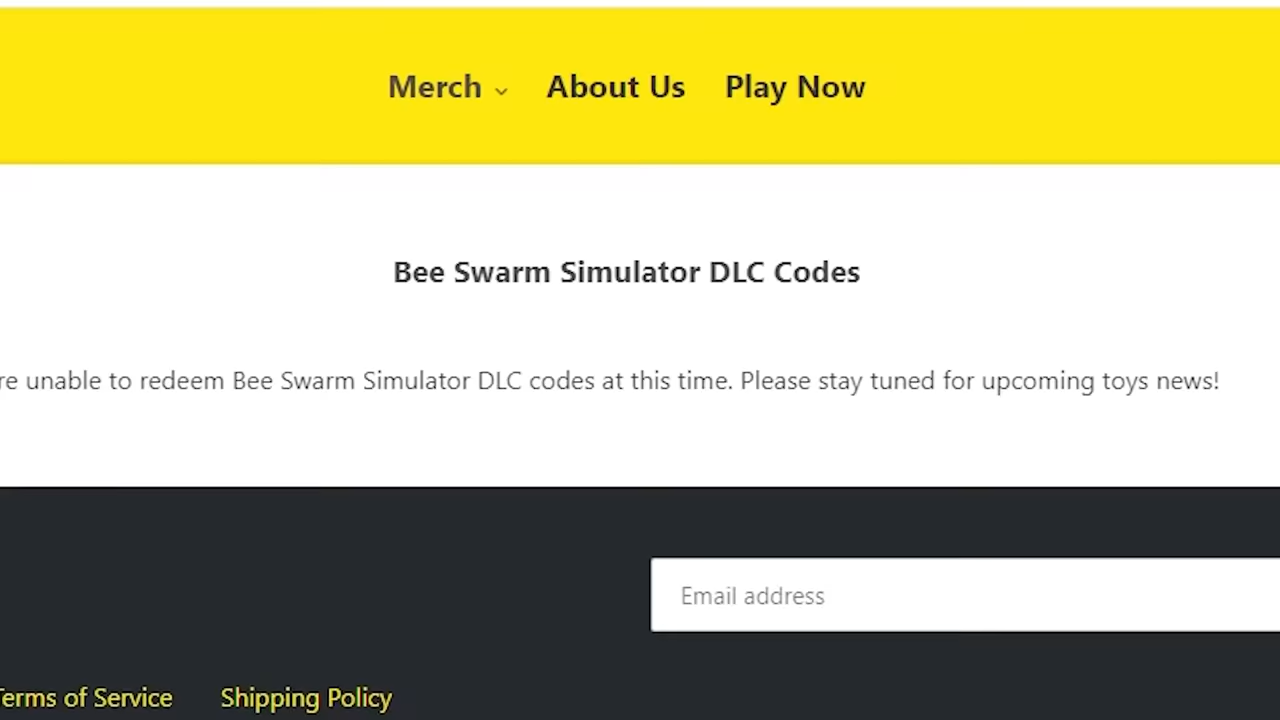 Merch About Us Play Now
Bee Swarm Simulator DLC Codes
unable to redeem Bee Swarm Simulator DLC codes at this time. Please stay tuned for upcoming toys news!
Email address
Terms of Service Shipping Policy